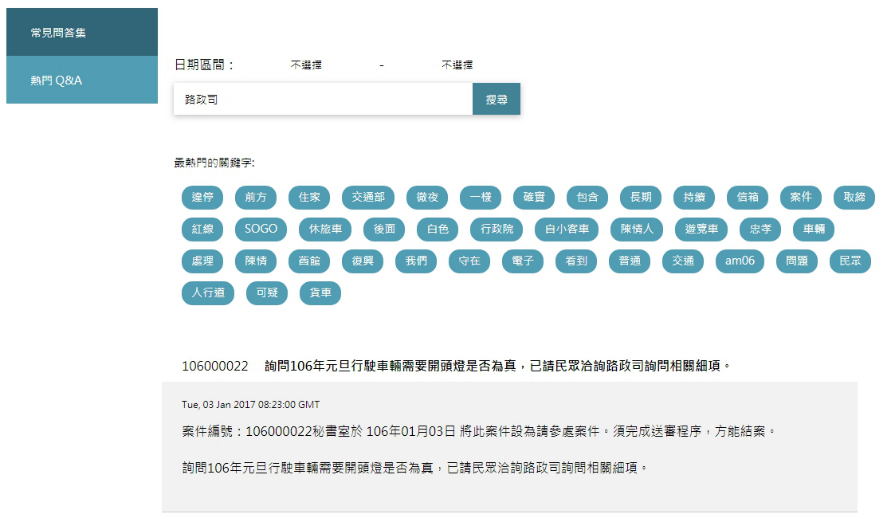 常見問答集
熱門 Q&A
日期區間： 不選擇 - 不選擇
路政司 搜尋
最熱門的關鍵字:
違停 前方 住家 交通部 徹夜 一樣 確實 包含 長期 持續 信箱 案件 取締
紅線 SOGO 休旅車 後面 白色 行政院 自小客車 陳情人 遊覽車 忠孝 車輛
處理 陳情 酋餡 復興 我們 守在 電子 看到 普通 交通 am06 問題 民眾
人行道 可疑 貨車
106000022 詢問106年元旦行駛車輛需要開頭燈是否為真，已請民眾洽詢路政司詢問相關細項。
Tue, 03 Jan 2017 08:23:00 GMT
案件編號：106000022秘書室於 106年01月03日 將此案件設為請參處案件。須完成送審程序，方能結案。
詢問106年元旦行駛車輛需要開頭燈是否為真，已請民眾洽詢路政司詢問相關細項。